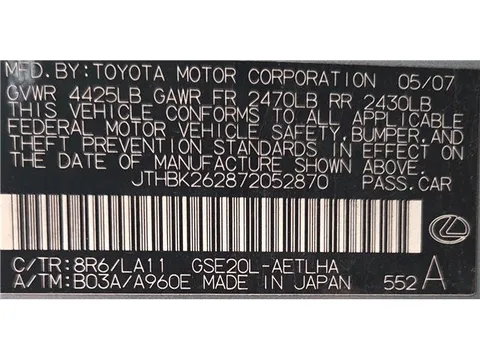 MFD.BY:TOYOTA MOTOR CORPORATION 05/07
GVWR 4425LB GAWR FR 2470LB RR 2430LB
THIS VEHICLE CONFORMS TO ALL APPLICABLE
FEDERAL MOTOR VEHICLE SAFETY,BUMPER,AND
THEFT PREVENTION STANDARDS IN EFFECT ON
THE DATE OF MANUFACTURE SHOWN ABOVE.
JTHBK262872052870 PASS.CAR
C/TR:8R6/LA11 GSE20L-AETLHA
A/TM:B03A/A960E MADE IN JAPAN 552 A